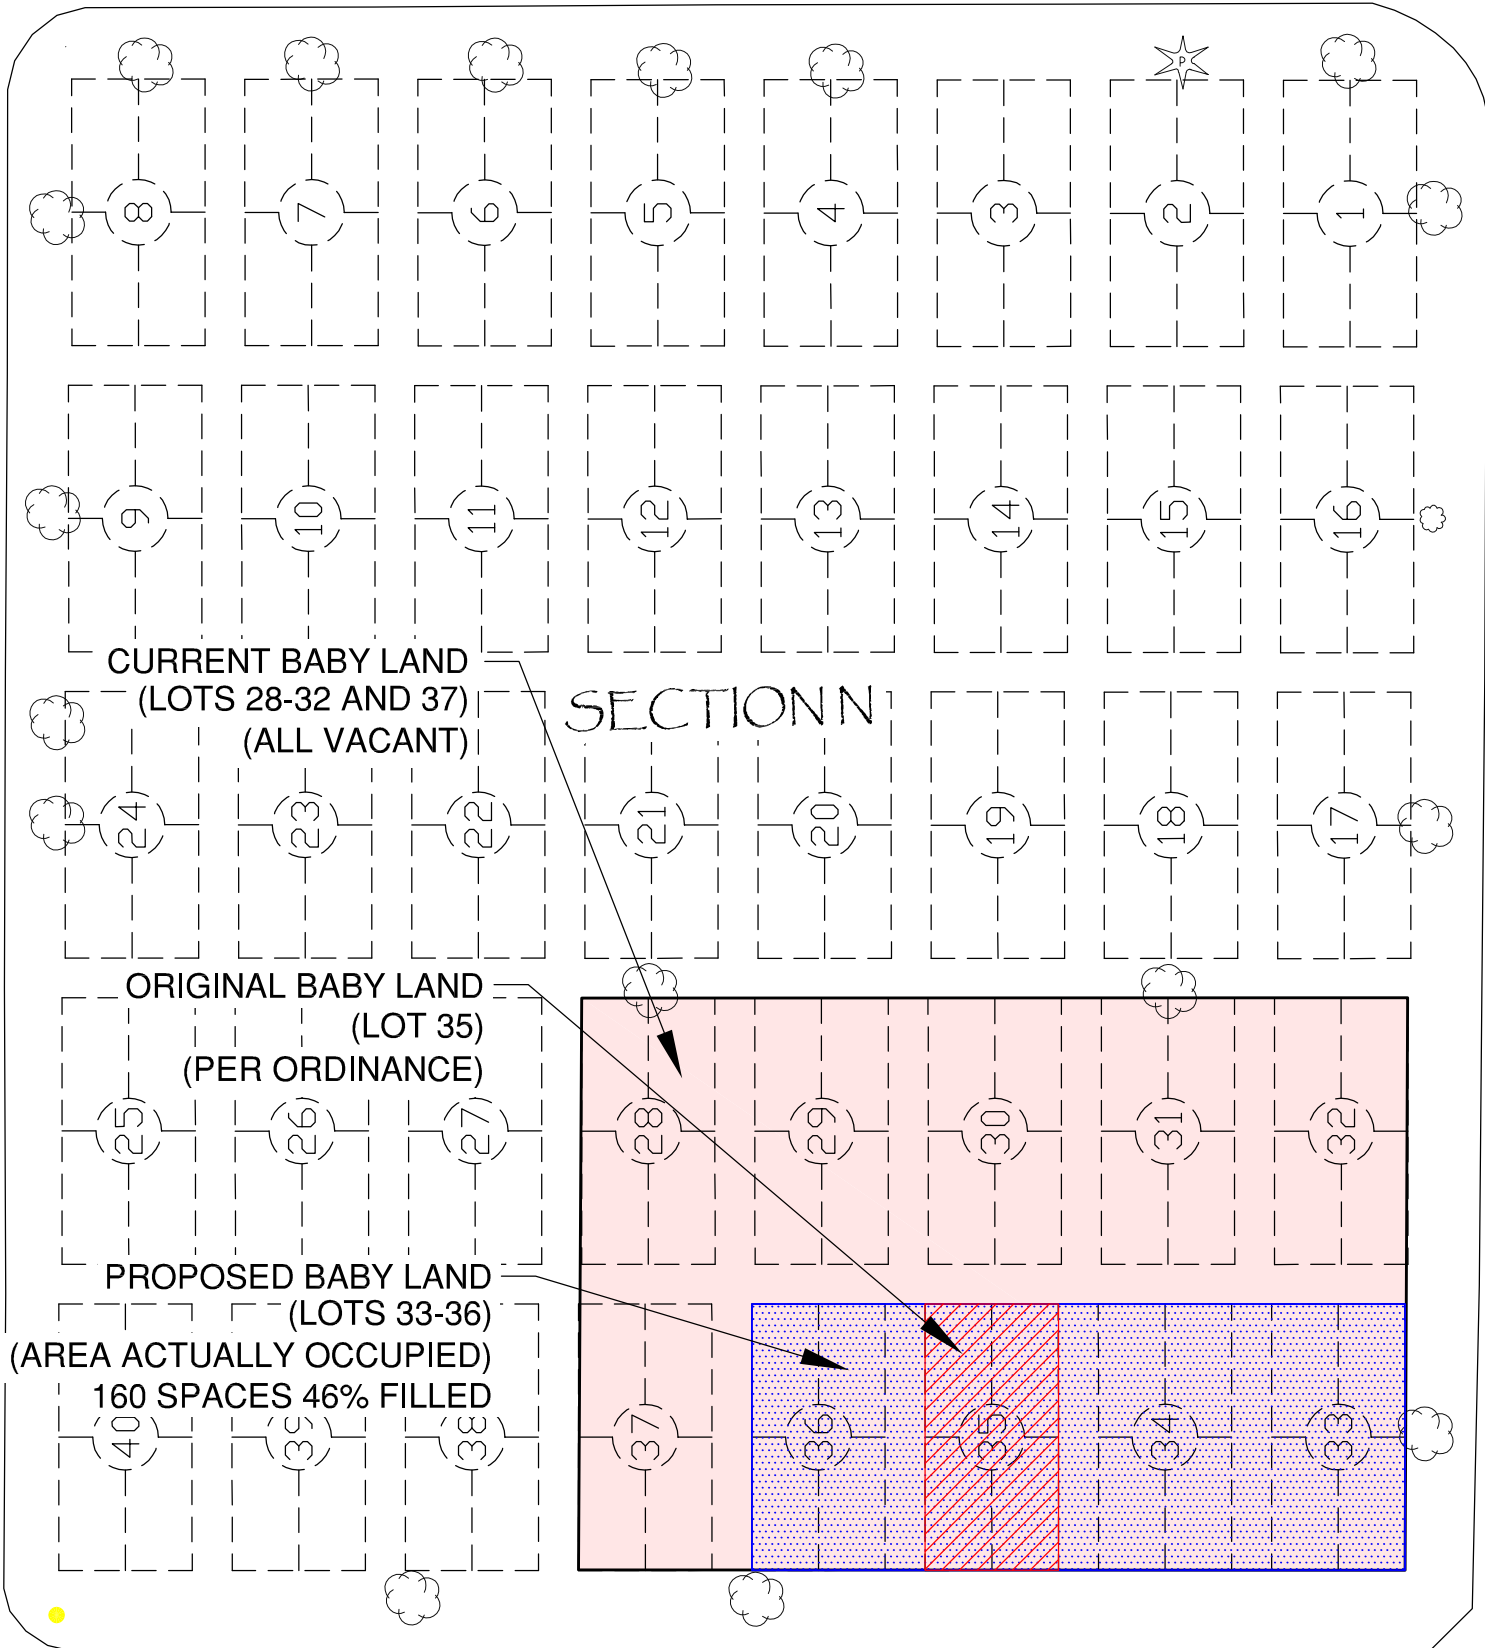 P
8 7 6 5 4 3 2 1
9 10 11 12 13 14 15 16
CURRENT BABY LAND
(LOTS 28-32 AND 37)
(ALL VACANT)
SECTION N
24 23 22 21 20 19 18 17
ORIGINAL BABY LAND
(LOT 35)
(PER ORDINANCE)
25 26 27 28 29 30 31 32
PROPOSED BABY LAND
(LOTS 33-36)
(AREA ACTUALLY OCCUPIED)
160 SPACES 46% FILLED
40 39 38 37 36 35 34 33